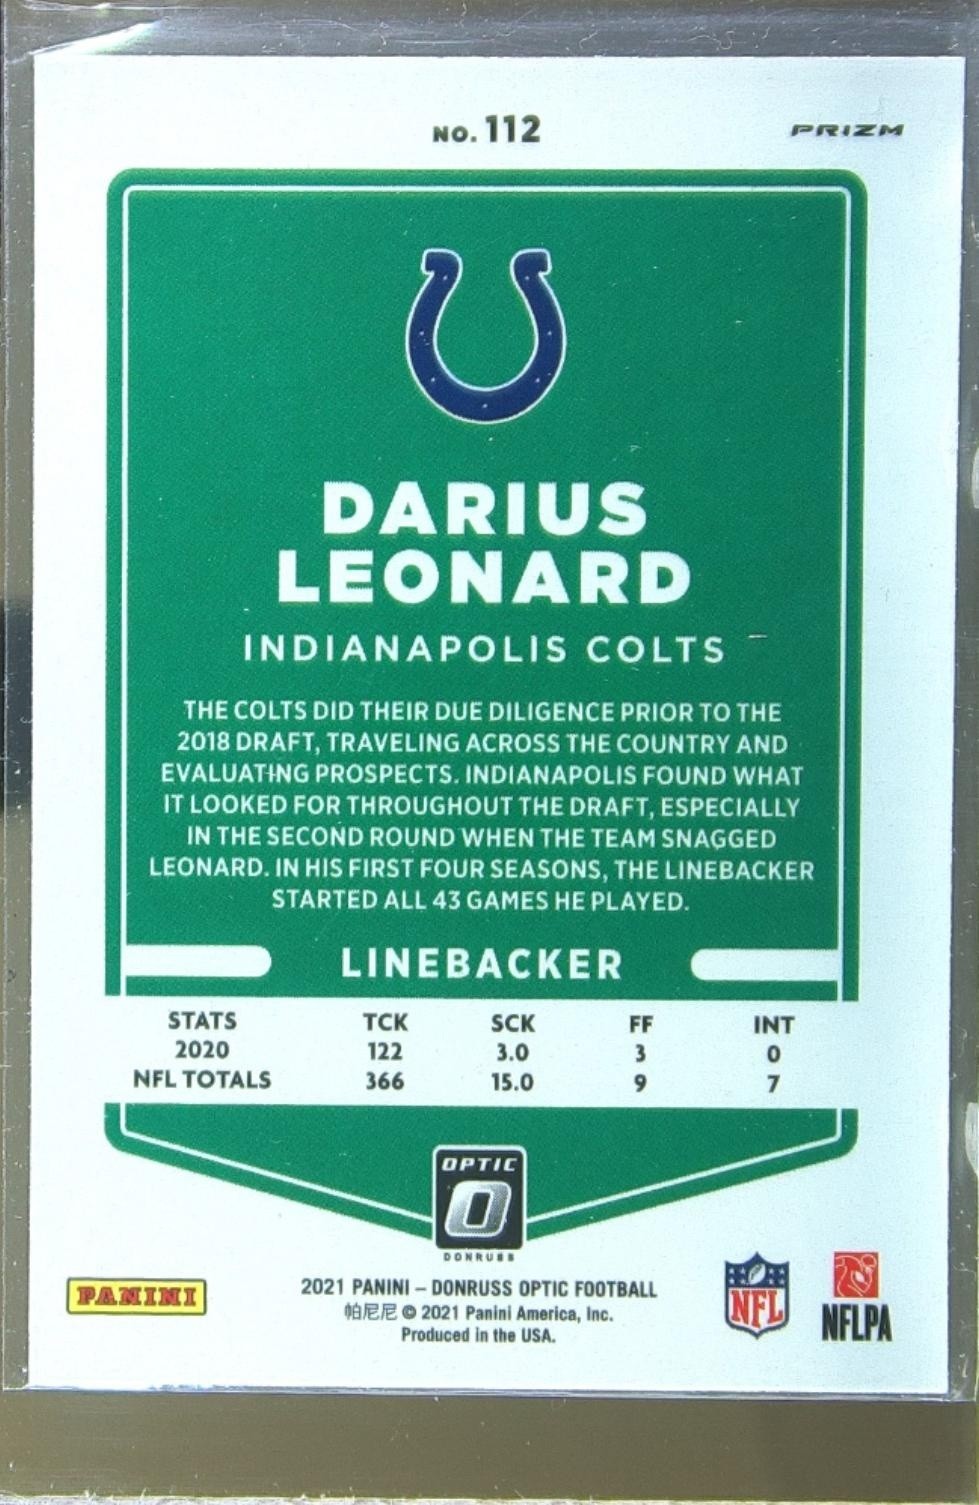 NO. 112
PRIZM
DARIUS
LEONARD
INDIANAPOLIS COLTS
THE COLTS DID THEIR DUE DILIGENCE PRIOR TO THE
2018 DRAFT, TRAVELING ACROSS THE COUNTRY AND
EVALUATING PROSPECTS. INDIANAPOLIS FOUND WHAT
IT LOOKED FOR THROUGHOUT THE DRAFT, ESPECIALLY
IN THE SECOND ROUND WHEN THE TEAM SNAGGED
LEONARD. IN HIS FIRST FOUR SEASONS, THE LINEBACKER
STARTED ALL 43 GAMES HE PLAYED.
LINEBACKER
STATS TCK SCK FF INT
2020 122 3.0 3 0
NFL TOTALS 366 15.0 9 7
OPTIC
O
DONRUSS
PANINI
2021 PANINI – DONRUSS OPTIC FOOTBALL
帕尼尼 © 2021 Panini America, Inc.
Produced in the USA.
NFL
NFLPA